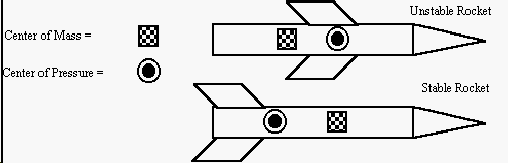 Unstable Rocket
Center of Mass =
Center of Pressure =
Stable Rocket